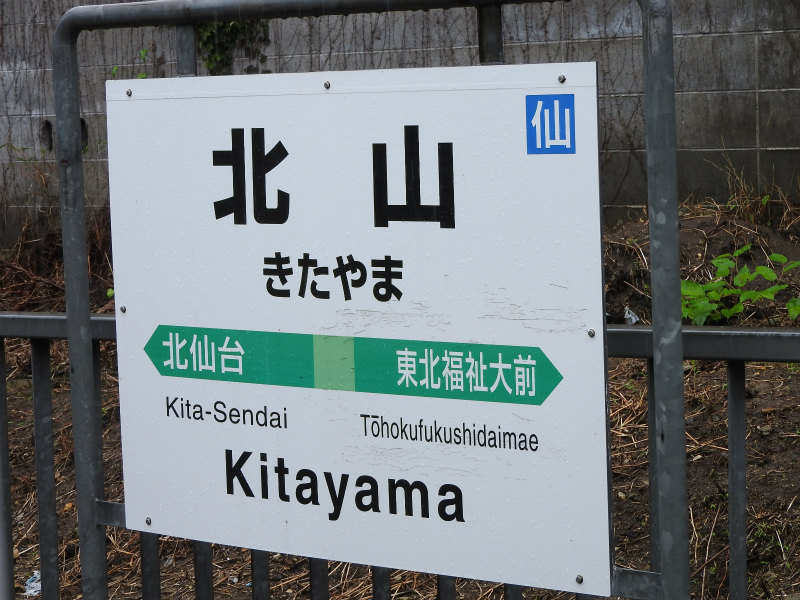 仙
北山
きたやま
北仙台 東北福祉大前
Kita-Sendai Tōhokufukushidaimae
Kitayama